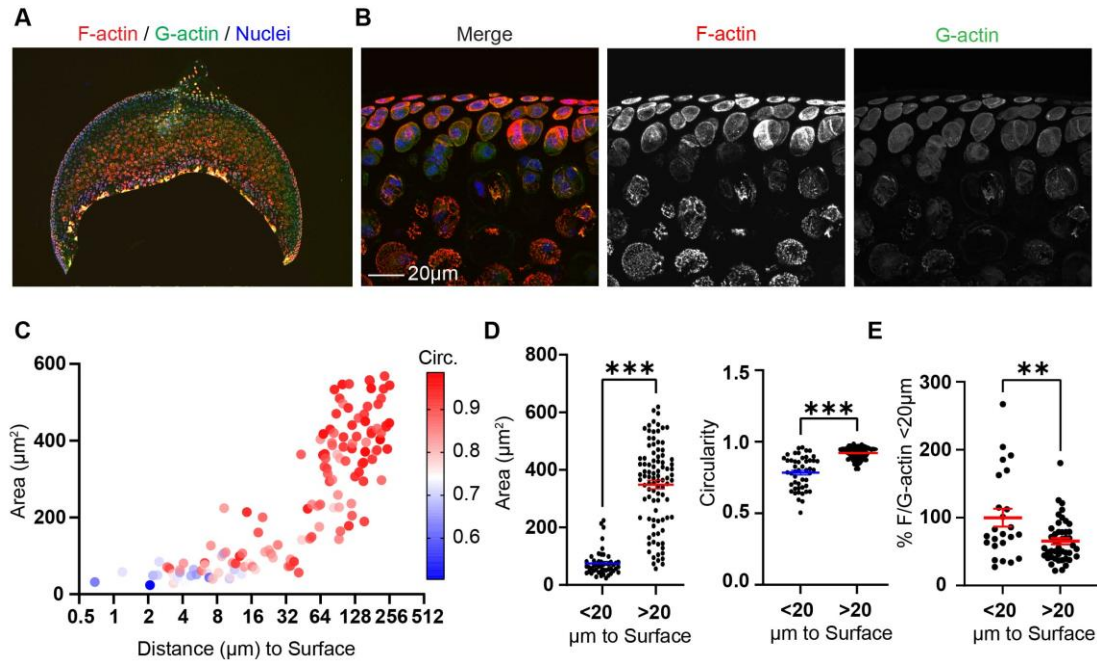 A
F-actin / G-actin / Nuclei
B
Merge
F-actin
G-actin
20µm
C
Area (µm²)
600
400
200
0
0.5 1 2 4 8 16 32 64 128 256 512
Distance (µm) to Surface
Circ.
0.9
0.8
0.7
0.6
D
Area (µm²)
800
600
400
200
0
***
<20 >20
µm to Surface
Circularity
1.5
1.0
0.5
0.0
***
<20 >20
µm to Surface
E
% F/G-actin <20µm
300
200
100
0
**
<20 >20
µm to Surface